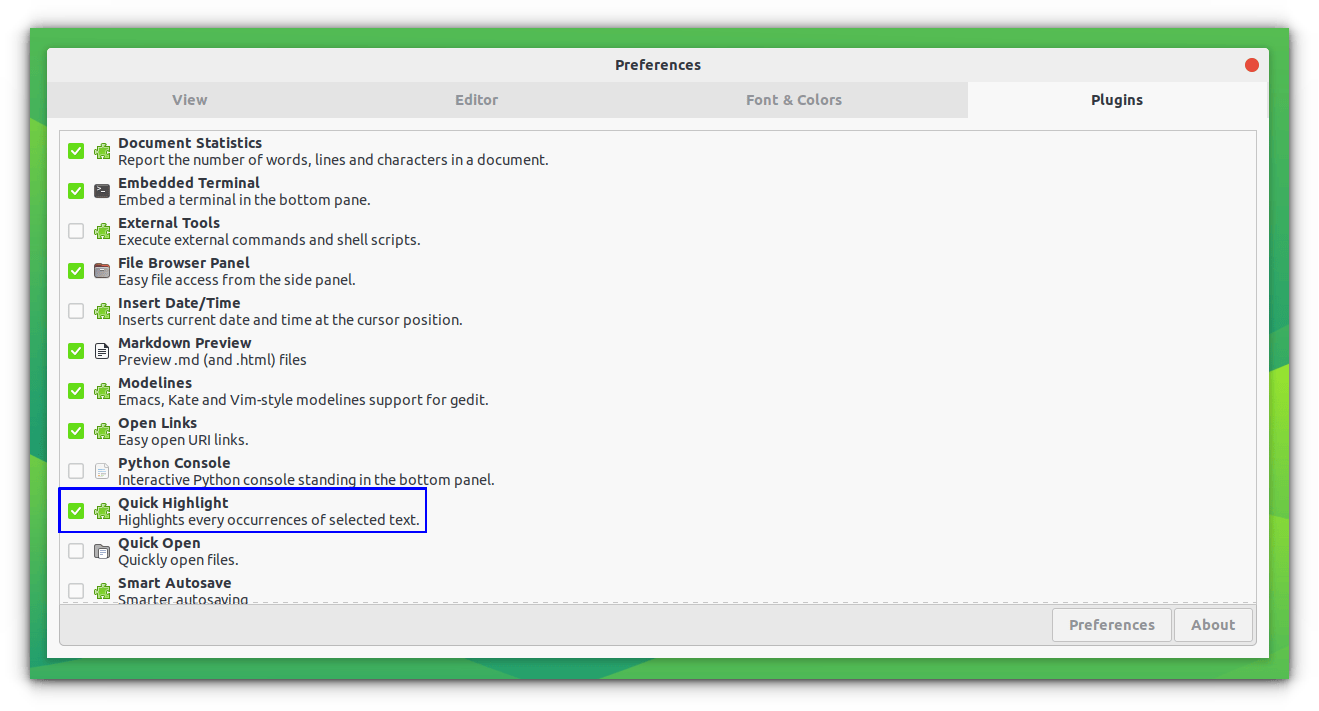 Preferences
View Editor Font & Colors Plugins
Document Statistics
Report the number of words, lines and characters in a document.
Embedded Terminal
Embed a terminal in the bottom pane.
External Tools
Execute external commands and shell scripts.
File Browser Panel
Easy file access from the side panel.
Insert Date/Time
Inserts current date and time at the cursor position.
Markdown Preview
Preview .md (and .html) files
Modelines
Emacs, Kate and Vim-style modelines support for gedit.
Open Links
Easy open URI links.
Python Console
Interactive Python console standing in the bottom panel.
Quick Highlight
Highlights every occurrences of selected text.
Quick Open
Quickly open files.
Smart Autosave
Smarter autosaving
Preferences About